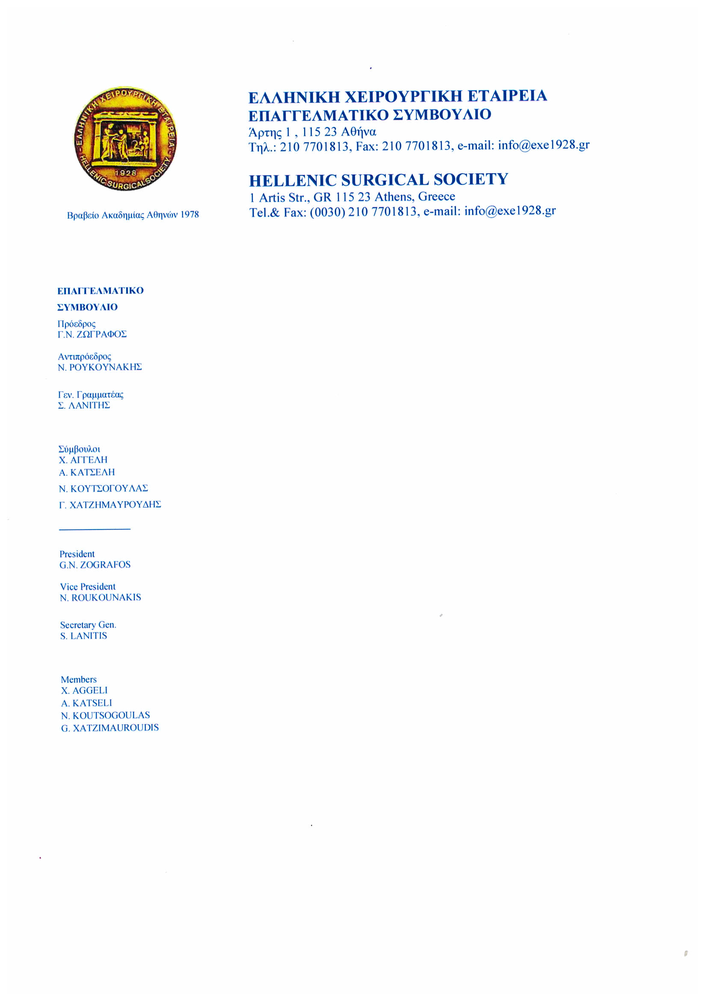 ΕΛΛΗΝΙΚΗ ΧΕΙΡΟΥΡΓΙΚΗ ΕΤΑΙΡΕΙΑ
HELLENIC SURGICAL SOCIETY
1928
Βραβείο Ακαδημίας Αθηνών 1978
ΕΛΛΗΝΙΚΗ ΧΕΙΡΟΥΡΓΙΚΗ ΕΤΑΙΡΕΙΑ
ΕΠΑΓΓΕΛΜΑΤΙΚΟ ΣΥΜΒΟΥΛΙΟ
Άρτης 1 , 115 23 Αθήνα
Τηλ.: 210 7701813, Fax: 210 7701813, e-mail: info@exe1928.gr
HELLENIC SURGICAL SOCIETY
1 Artis Str., GR 115 23 Athens, Greece
Tel.& Fax: (0030) 210 7701813, e-mail: info@exe1928.gr
ΕΠΑΓΓΕΛΜΑΤΙΚΟ
ΣΥΜΒΟΥΛΙΟ
Πρόεδρος
Γ.Ν. ΖΩΓΡΑΦΟΣ
Αντιπρόεδρος
Ν. ΡΟΥΚΟΥΝΑΚΗΣ
Γεν. Γραμματέας
Σ. ΛΑΝΙΤΗΣ
Σύμβουλοι
Χ. ΑΓΓΕΛΗ
Α. ΚΑΤΣΕΛΗ
Ν. ΚΟΥΤΣΟΓΟΥΛΑΣ
Γ. ΧΑΤΖΗΜΑΥΡΟΥΔΗΣ
President
G.N. ZOGRAFOS
Vice President
N. ROUKOUNAKIS
Secretary Gen.
S. LANITIS
Members
X. AGGELI
A. KATSELI
N. KOUTSOGOULAS
G. XATZIMAUROUDIS